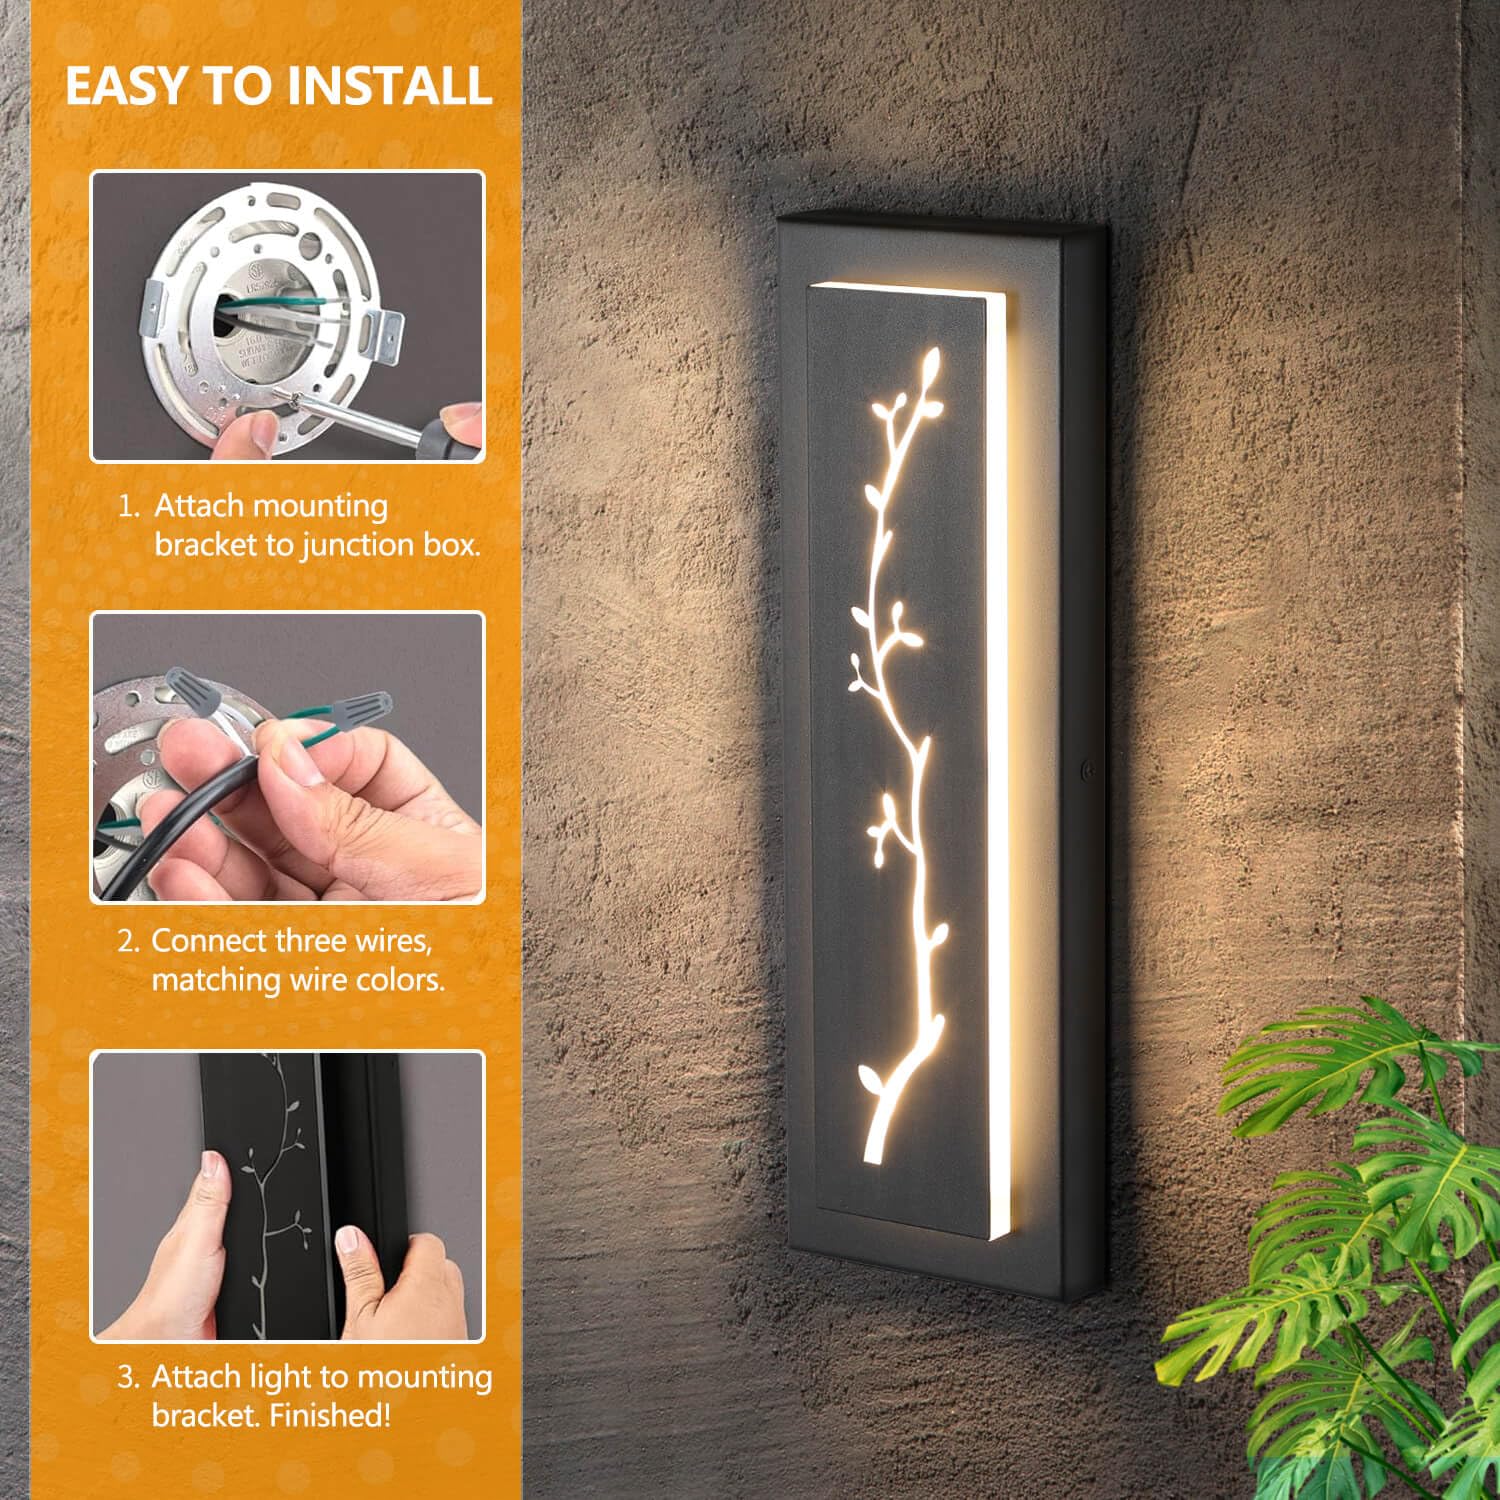 EASY TO INSTALL
1. Attach mounting
bracket to junction box.
2. Connect three wires,
matching wire colors.
3. Attach light to mounting
bracket. Finished!